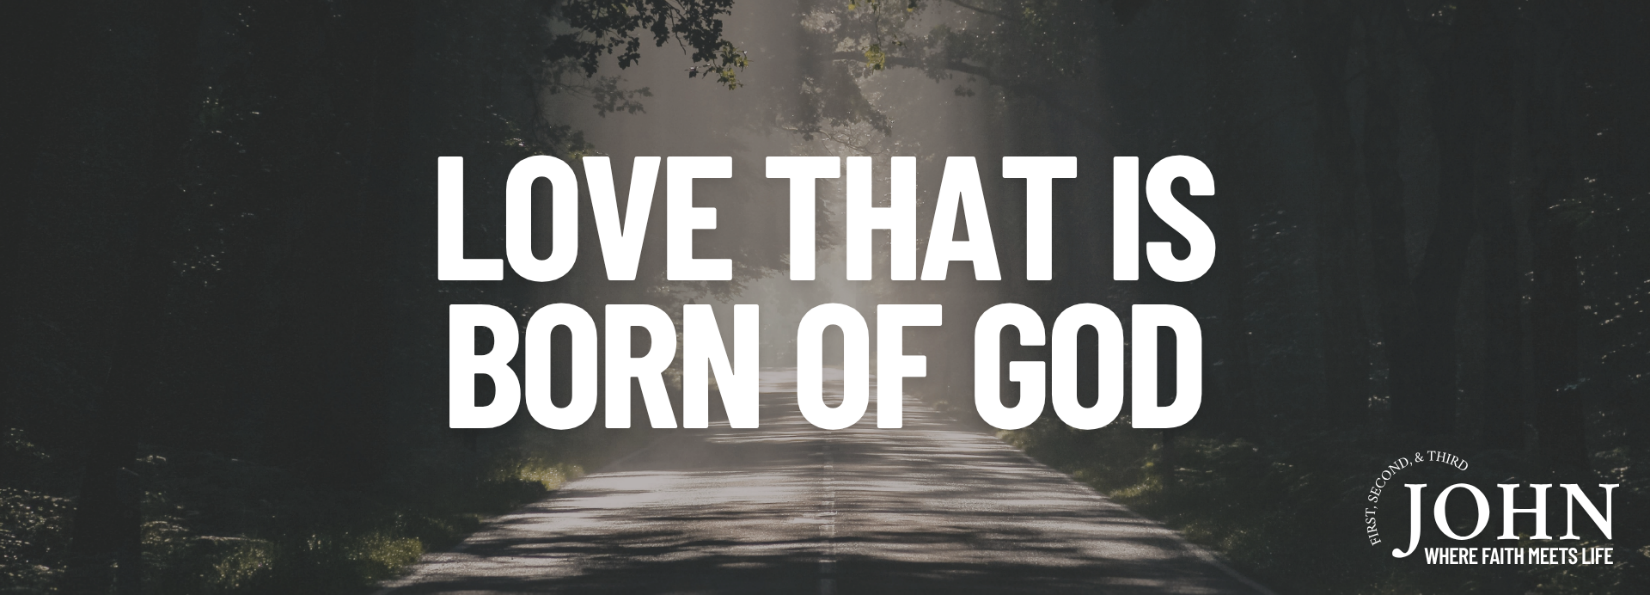 LOVE THAT IS
BORN OF GOD
FIRST, SECOND, & THIRD
JOHN
WHERE FAITH MEETS LIFE